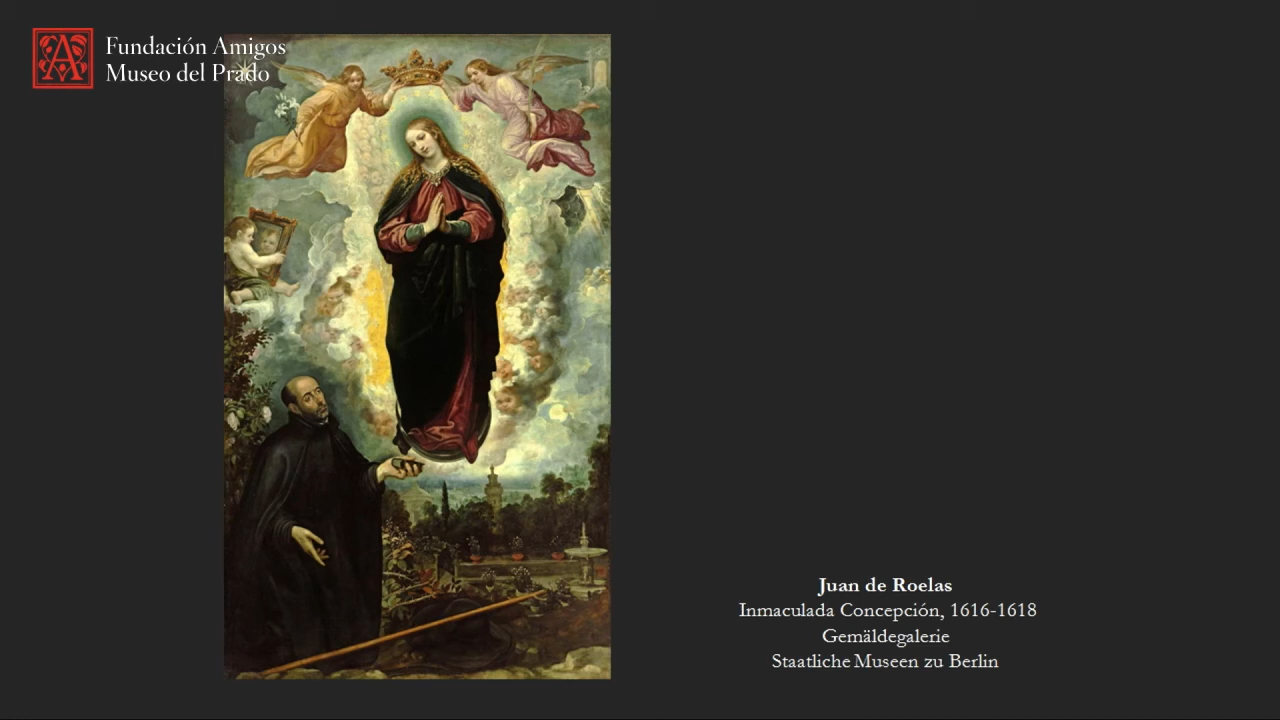 Fundación Amigos
Museo del Prado
Juan de Roelas
Inmaculada Concepción, 1616-1618
Gemäldegalerie
Staatliche Museen zu Berlin